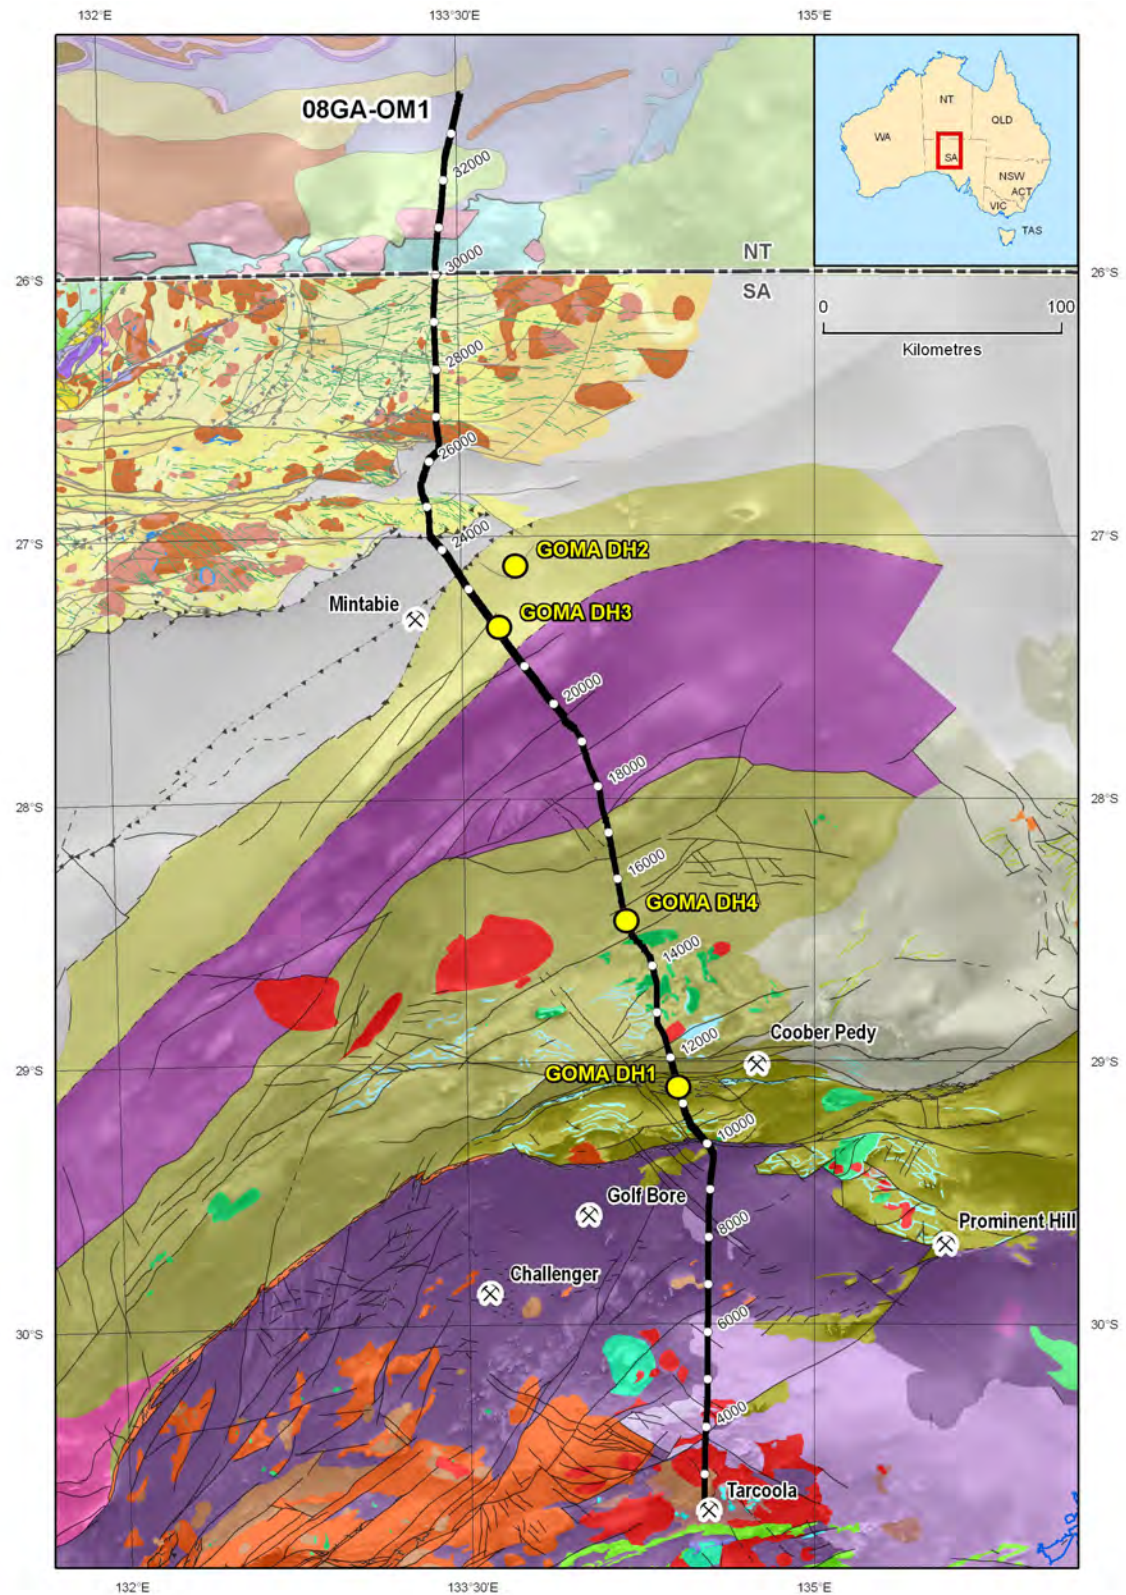 132°E 133°30'E 135°E
08GA-OM1
NT
QLD
WA
SA
NSW
ACT
VIC
TAS
32000
30000
NT
26°S 26°S
SA
0 100
Kilometres
28000
26000
24000
27°S 27°S
GOMA DH2
Mintabie
GOMA DH3
20000
18000
28°S 28°S
16000
GOMA DH4
14000
Coober Pedy
12000
29°S 29°S
GOMA DH1
10000
Golf Bore
Prominent Hill
8000
Challenger
6000
30°S 30°S
4000
Tarcoola
132°E 133°30'E 135°E